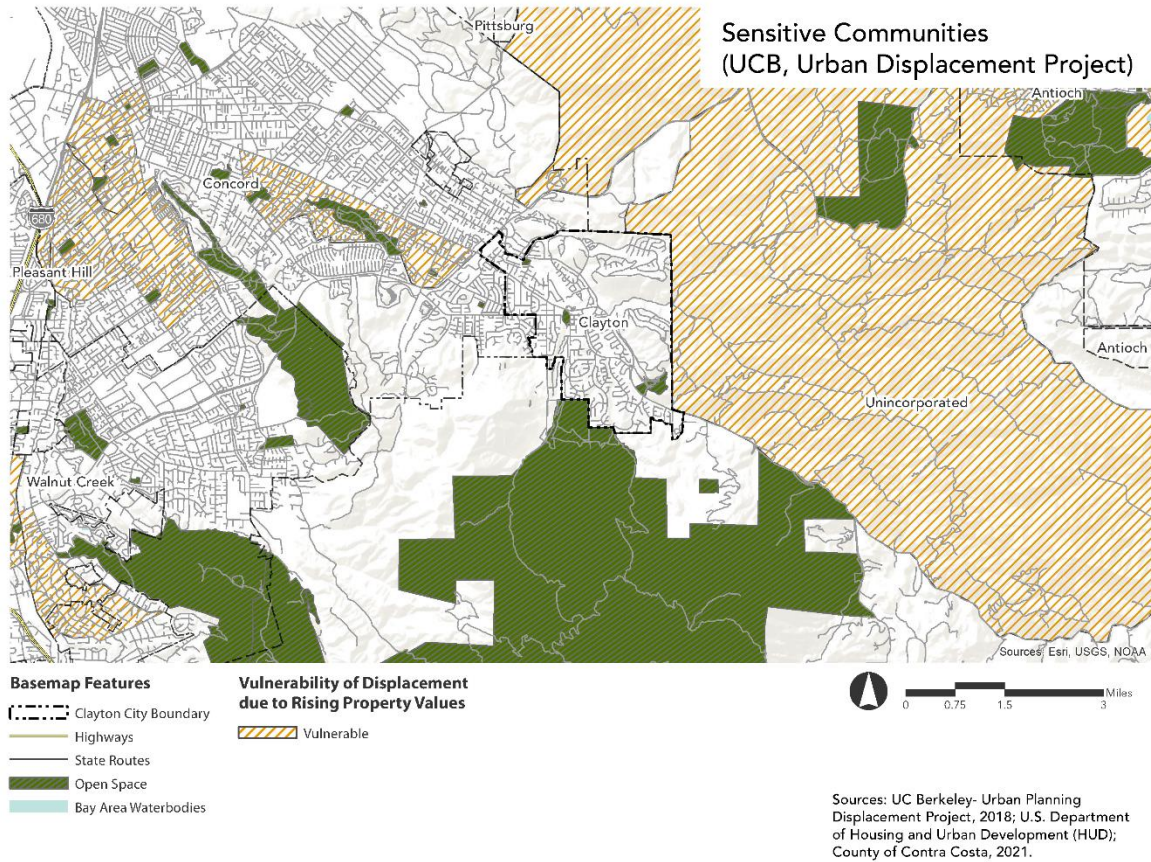 Pittsburg
Sensitive Communities
(UCB, Urban Displacement Project)
Antioch
Concord
680
Pleasant Hill
Clayton
Antioch
Unincorporated
Walnut Creek
Sources: Esri, USGS, NOAA
Basemap Features
Clayton City Boundary
Highways
State Routes
Open Space
Bay Area Waterbodies
Vulnerability of Displacement
due to Rising Property Values
Vulnerable
Miles
0 0.75 1.5 3
Sources: UC Berkeley- Urban Planning
Displacement Project, 2018; U.S. Department
of Housing and Urban Development (HUD);
County of Contra Costa, 2021.